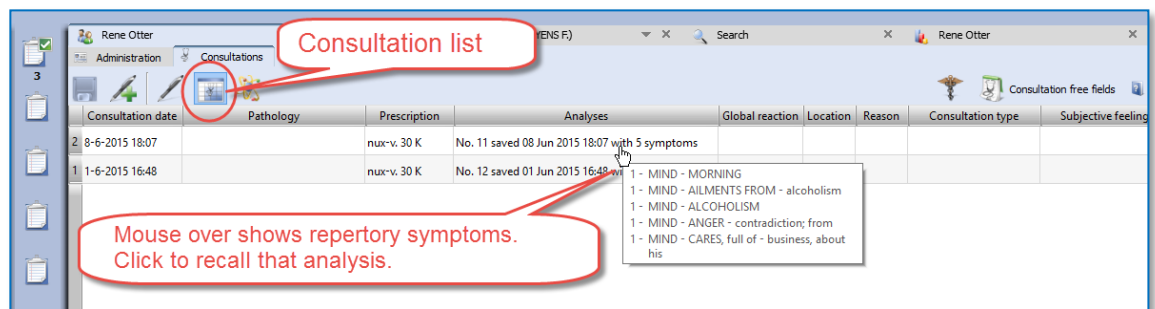 Rene Otter
YENS F.)
Search
Rene Otter
Administration
Consultations
Consultation list
3
Consultation free fields
Consultation date
Pathology
Prescription
Analyses
Global reaction
Location
Reason
Consultation type
Subjective feeling
2 8-6-2015 18:07 nux-v. 30 K No. 11 saved 08 Jun 2015 18:07 with 5 symptoms
1 1-6-2015 16:48 nux-v. 30 K No. 12 saved 01 Jun 2015 16:48
1 - MIND - MORNING
1 - MIND - AILMENTS FROM - alcoholism
1 - MIND - ALCOHOLISM
1 - MIND - ANGER - contradiction; from
1 - MIND - CARES, full of - business, about
his
Mouse over shows repertory symptoms.
Click to recall that analysis.